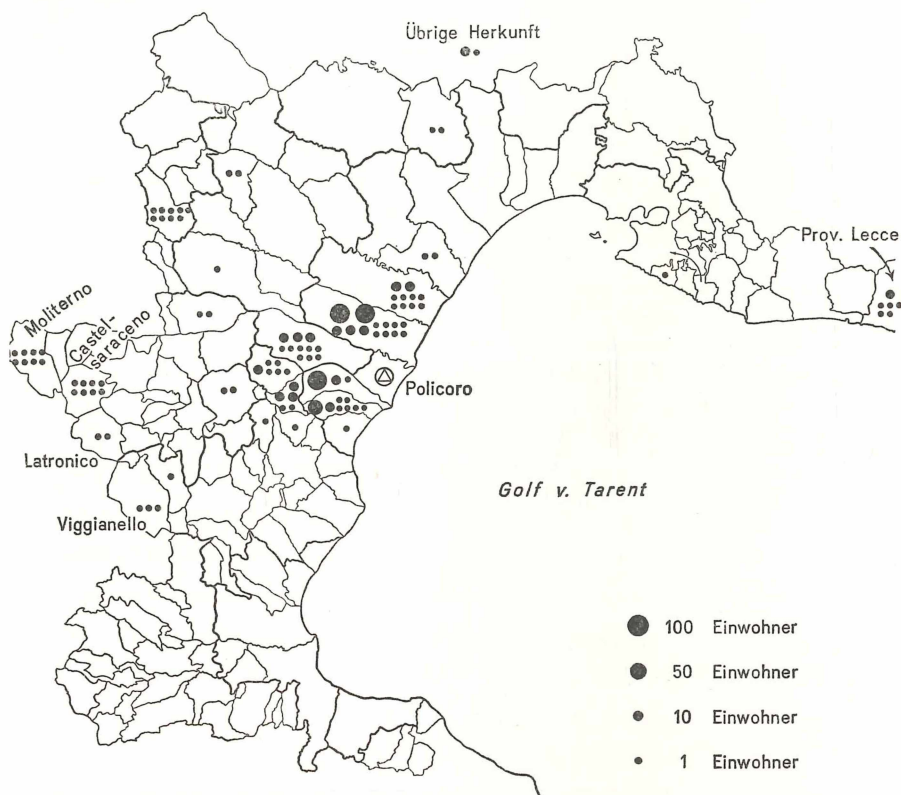 Übrige Herkunft
Prov. Lecce
Moliterno
Castel-
saraceno
Policoro
Latronico
Viggianello
Golf v. Tarent
100 Einwohner
50 Einwohner
10 Einwohner
1 Einwohner